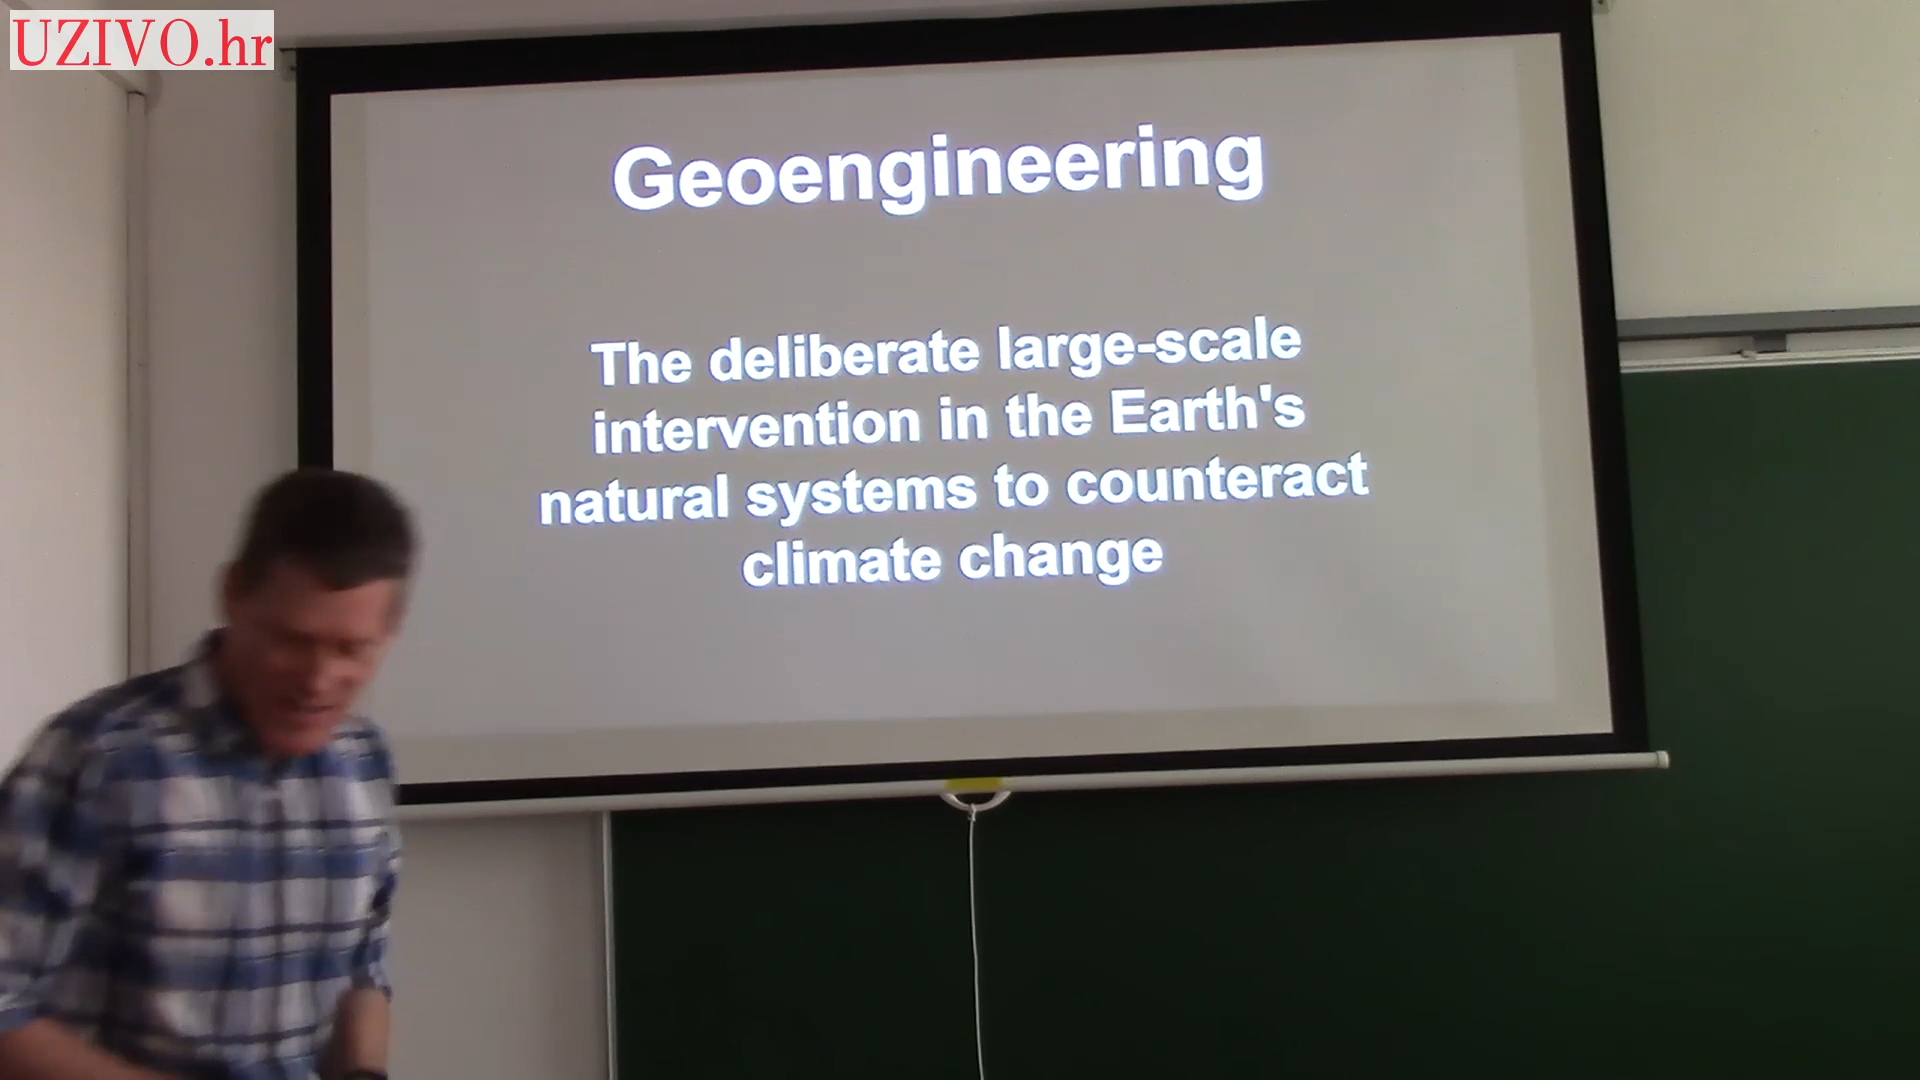 UZIVO.hr
Geoengineering
The deliberate large-scale
intervention in the Earth's
natural systems to counteract
climate change